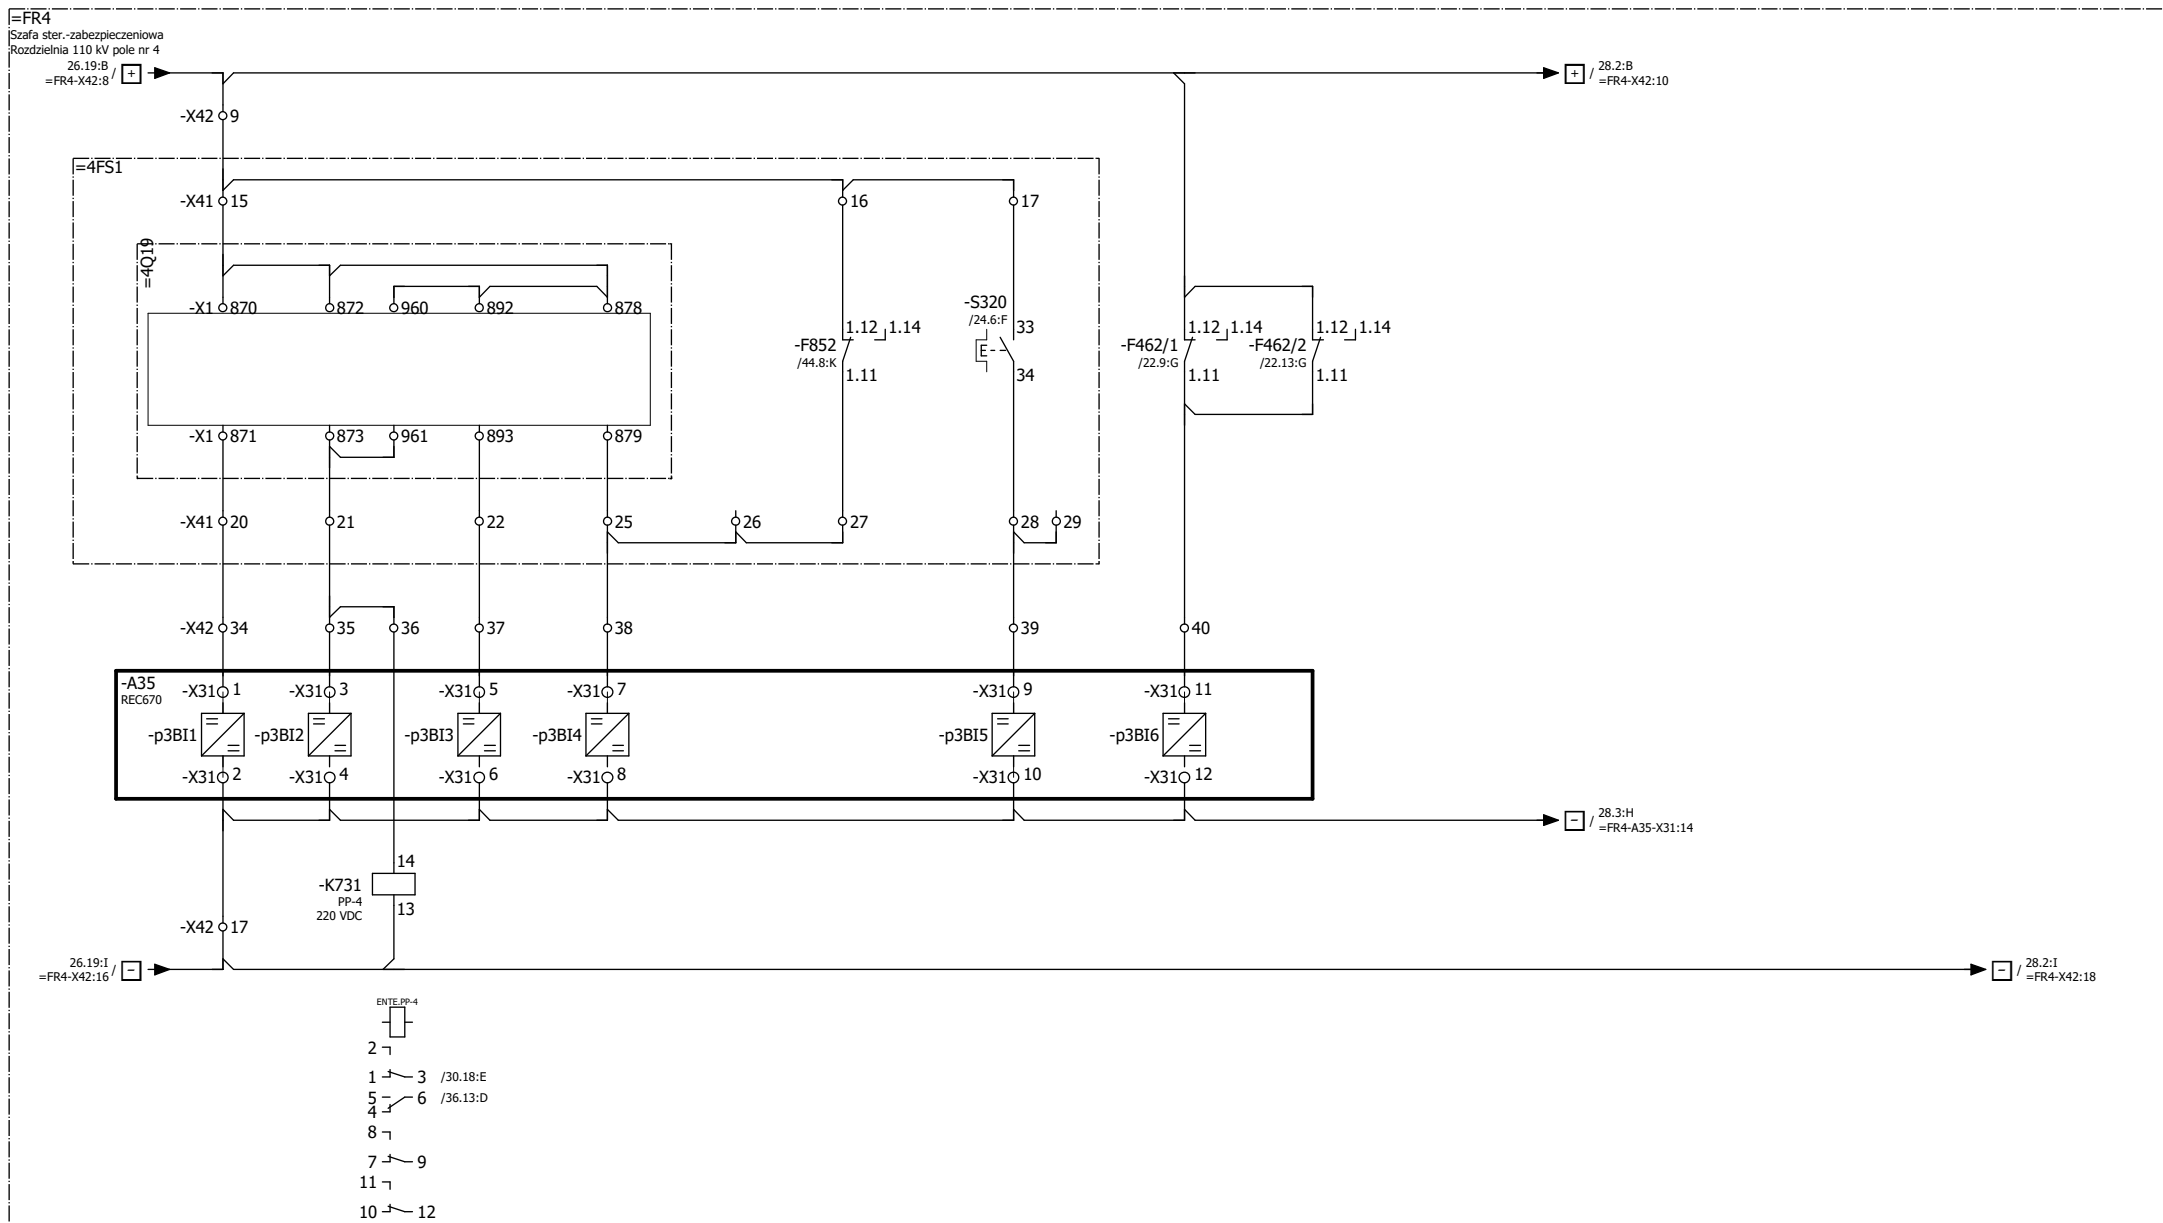 =FR4
Szafa ster.-zabezpieczeniowa
Rozdzielnia 110 kV pole nr 4
26.19:B / + + / 28.2:B
=FR4-X42:8 =FR4-X42:10
-X42 9
=4FS1
-X41 15 16 17
=4Q19
-X1 870 872 960 892 878
-S320
/24.6:F 33
1.12 1.14 1.12 1.14 1.12 1.14
-F852 E -F462/1 -F462/2
/44.8:K /22.9:G /22.13:G
1.11 34 1.11 1.11
-X1 871 873 961 893 879
-X41 20 21 22 25 26 27 28 29
-X42 34 35 36 37 38 39 40
-A35 -X31 1 -X31 3 -X31 5 -X31 7 -X31 9 -X31 11
REC670
-p3BI1 -p3BI2 -p3BI3 -p3BI4 -p3BI5 -p3BI6
-X31 2 -X31 4 -X31 6 -X31 8 -X31 10 -X31 12
- / 28.3:H
=FR4-A35-X31:14
14
-K731
PP-4 13
220 VDC
-X42 17
26.19:I / - - / 28.2:I
=FR4-X42:16 =FR4-X42:18
ENTE.PP-4
2
1 3 /30.18:E
5 6 /36.13:D
4
8
7 9
11
10 12